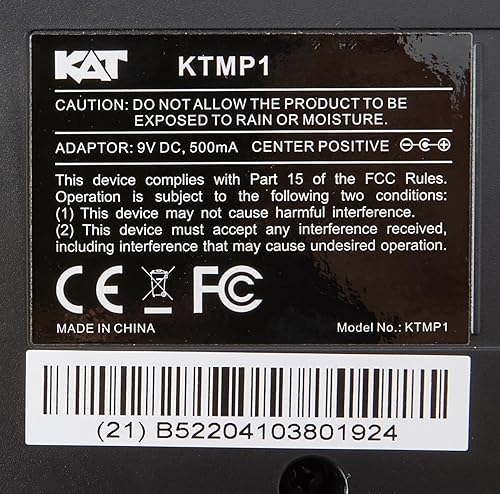 KAT KTMP1
CAUTION: DO NOT ALLOW THE PRODUCT TO BE
EXPOSED TO RAIN OR MOISTURE.
ADAPTOR: 9V DC, 500mA CENTER POSITIVE
This device complies with Part 15 of the FCC Rules.
Operation is subject to the following two conditions:
(1) This device may not cause harmful interference.
(2) This device must accept any interference received,
including interference that may cause undesired operation.
CE FC
MADE IN CHINA Model No.: KTMP1
(21) B52204103801924